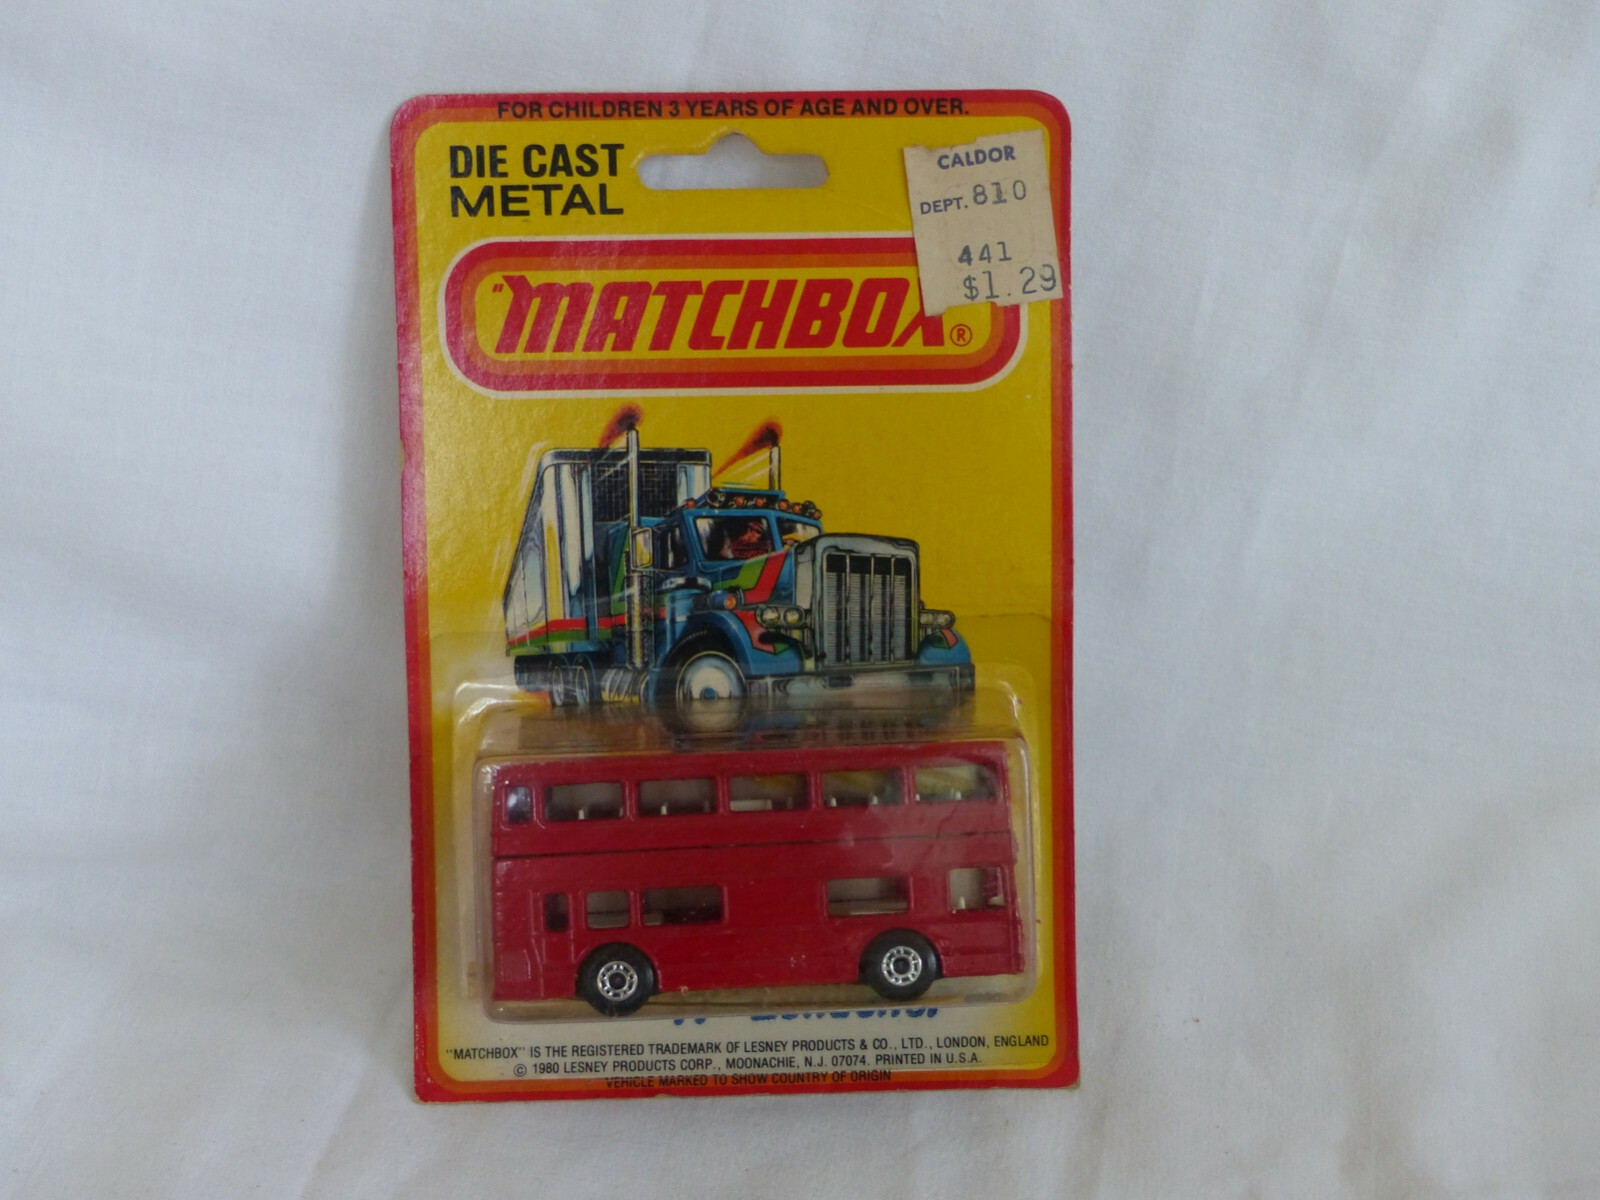 FOR CHILDREN 3 YEARS OF AGE AND OVER.
DIE CAST
METAL
CALDOR
DEPT. 810
441
$1.29
"MATCHBOX®
"MATCHBOX" IS THE REGISTERED TRADEMARK OF LESNEY PRODUCTS & CO., LTD., LONDON, ENGLAND
© 1980 LESNEY PRODUCTS CORP., MOONACHIE, N.J. 07074. PRINTED IN U.S.A.
VEHICLE MARKED TO SHOW COUNTRY OF ORIGIN